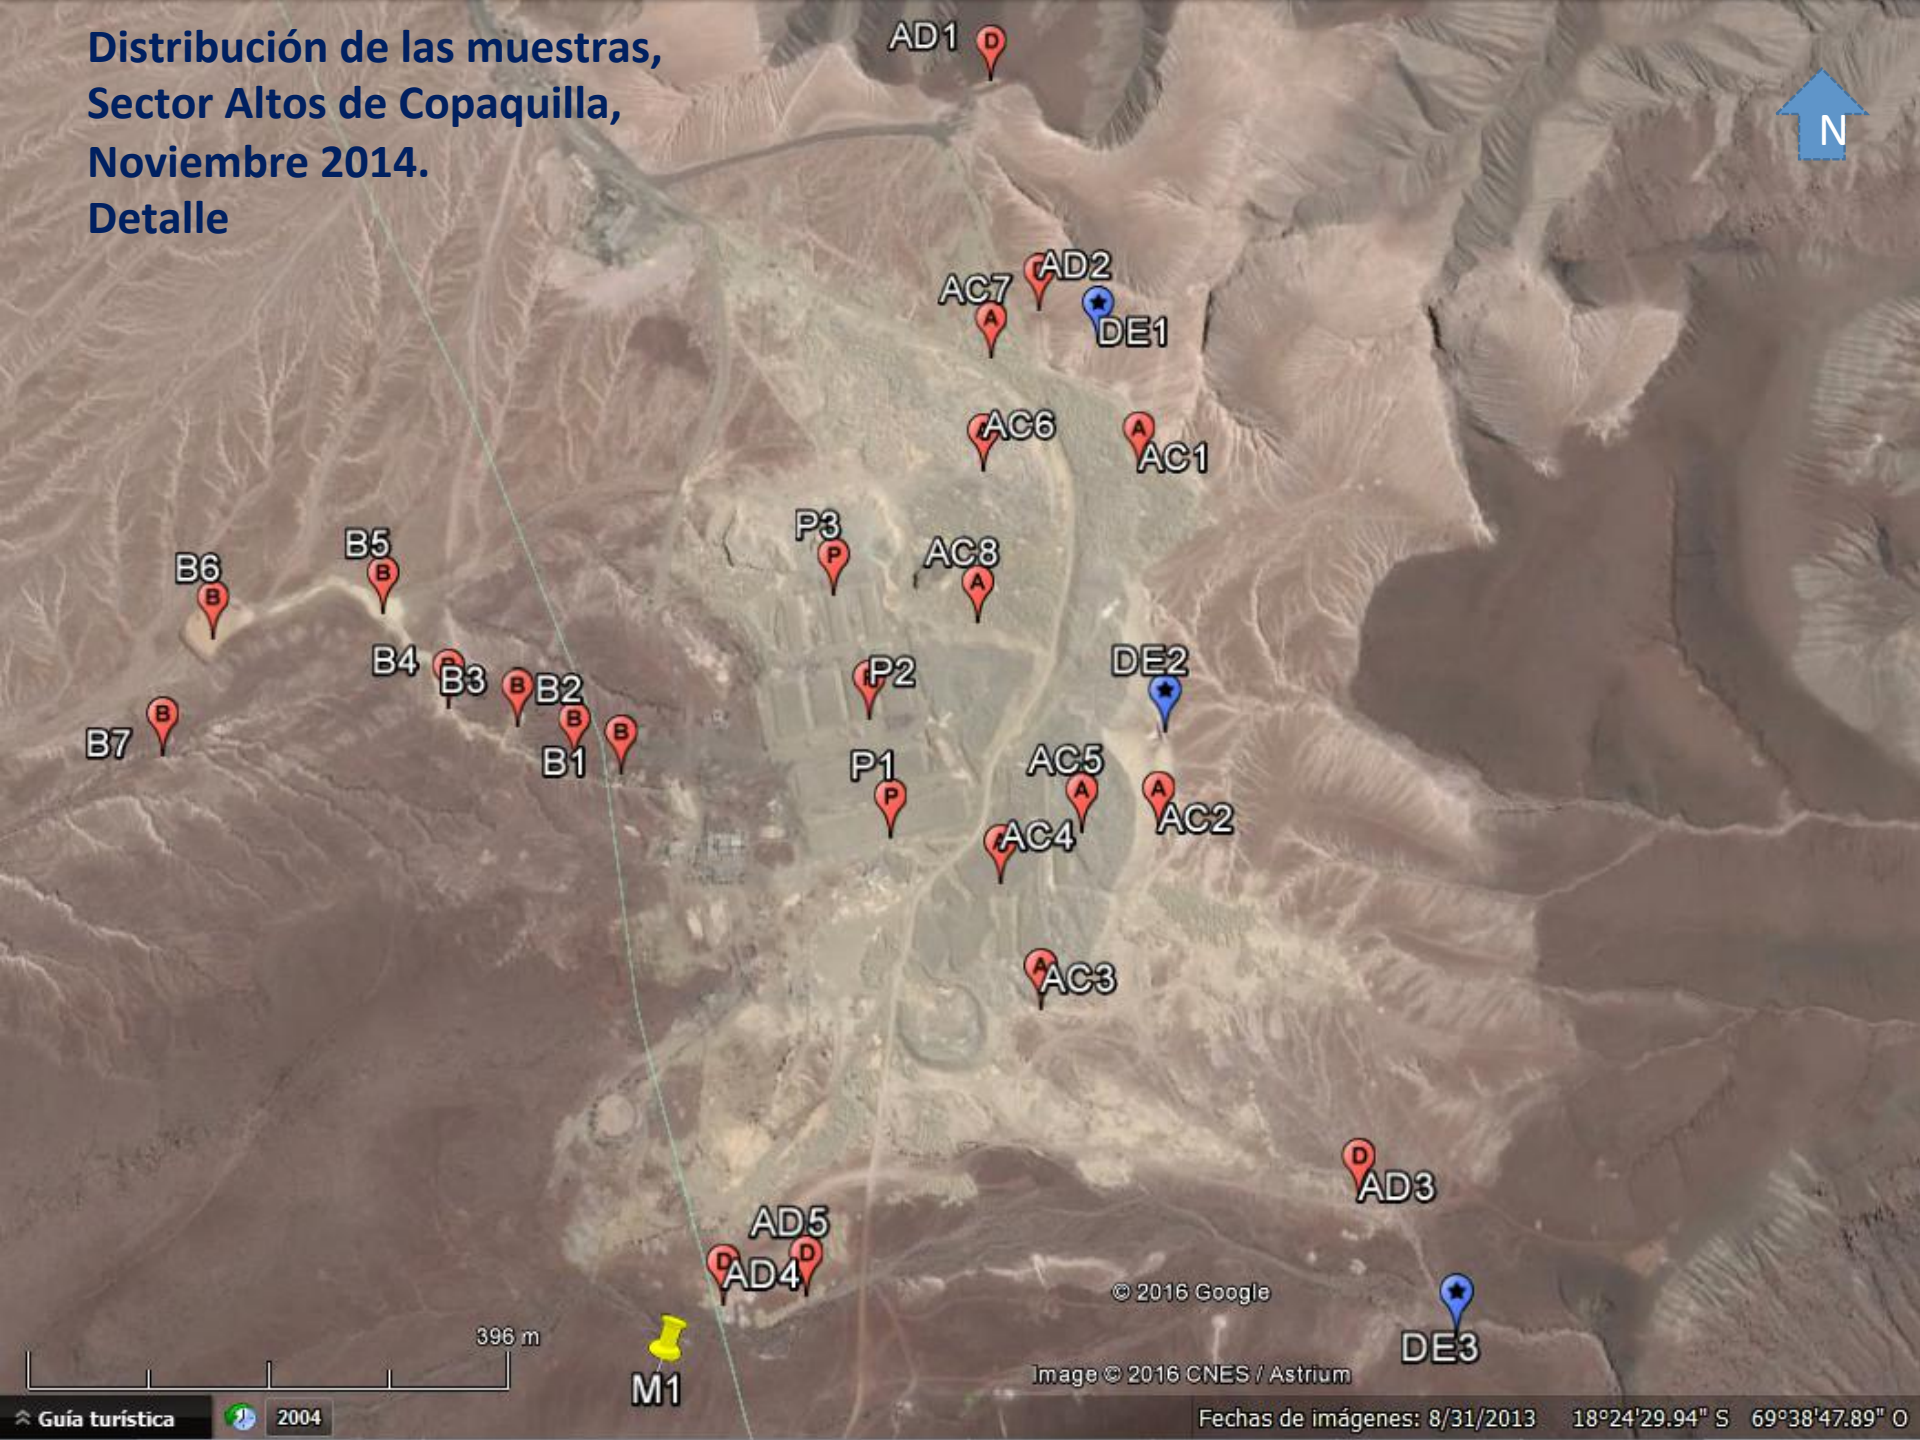 Distribución de las muestras,
Sector Altos de Copaquilla,
Noviembre 2014.
Detalle
AD1 D
N
AD2
AC7
A
DE1
AC6
A
AC1
P3
P
B5
B
AC8
A
B6
B
B4
B3
B
B2
P2
DE2
B
B7
B
B
B1
P1
P
AC5
A
A
AC2
AC4
A
AC3
D
AD3
AD5
D
D
AD4
© 2016 Google
396 m
DE3
M1
Image © 2016 CNES / Astrium
Guía turística 2004 Fechas de imágenes: 8/31/2013 18°24'29.94" S 69°38'47.89" O